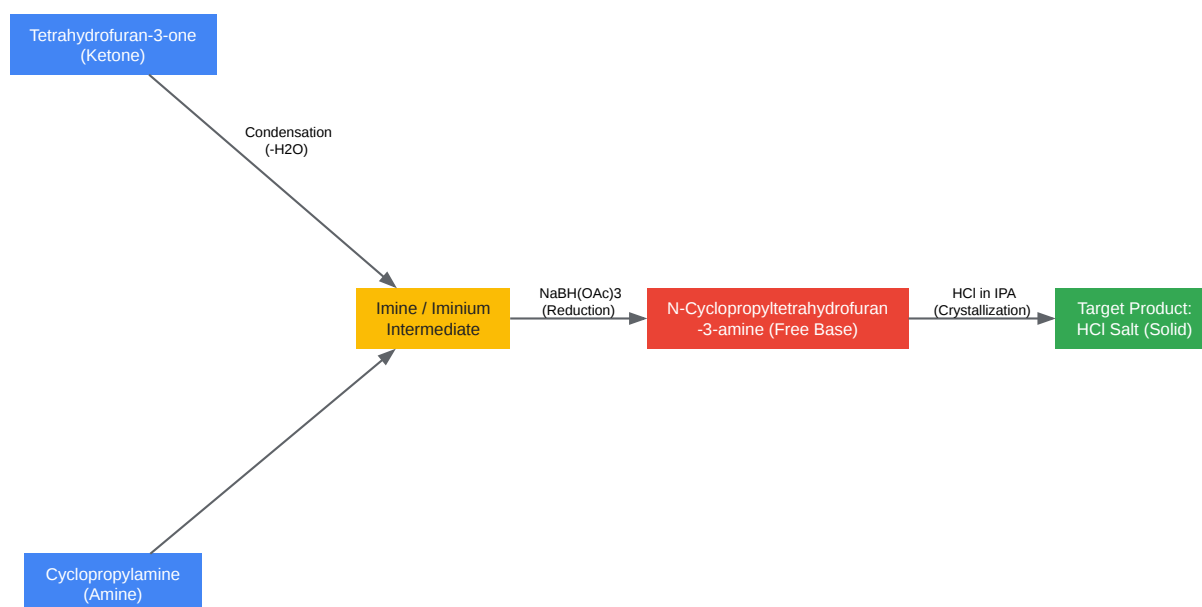 Tetrahydrofuran-3-one
(Ketone)
Condensation
(-H2O)
Imine / Iminium
Intermediate
NaBH(OAc)3
(Reduction)
N-Cyclopropyltetrahydrofuran
-3-amine (Free Base)
HCl in IPA
(Crystallization)
Target Product:
HCl Salt (Solid)
Cyclopropylamine
(Amine)